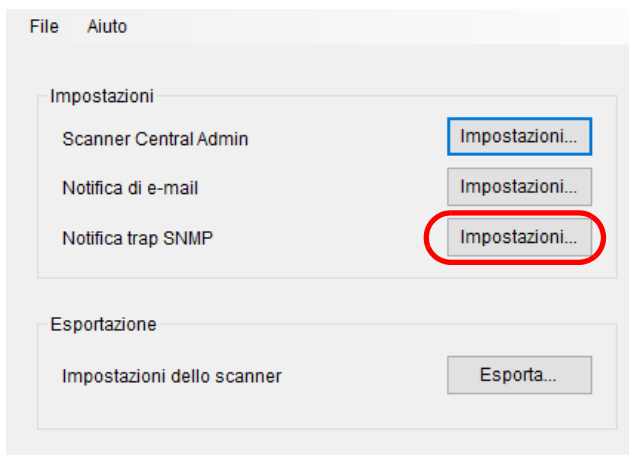 File Aiuto
Impostazioni
Scanner Central Admin Impostazioni...
Notifica di e-mail Impostazioni...
Notifica trap SNMP Impostazioni...
Esportazione
Impostazioni dello scanner Esporta...